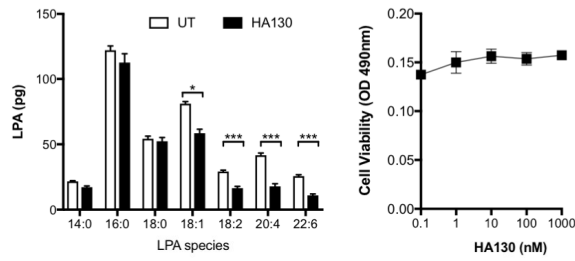 UT
HA130
LPA (pg)
150
100
50
0
* *** *** ***
14:0 16:0 18:0 18:1 18:2 20:4 22:6
LPA species
Cell Viability (OD 490nm)
0.20
0.15
0.10
0.05
0.00
0.1 1 10 100 1000
HA130 (nM)